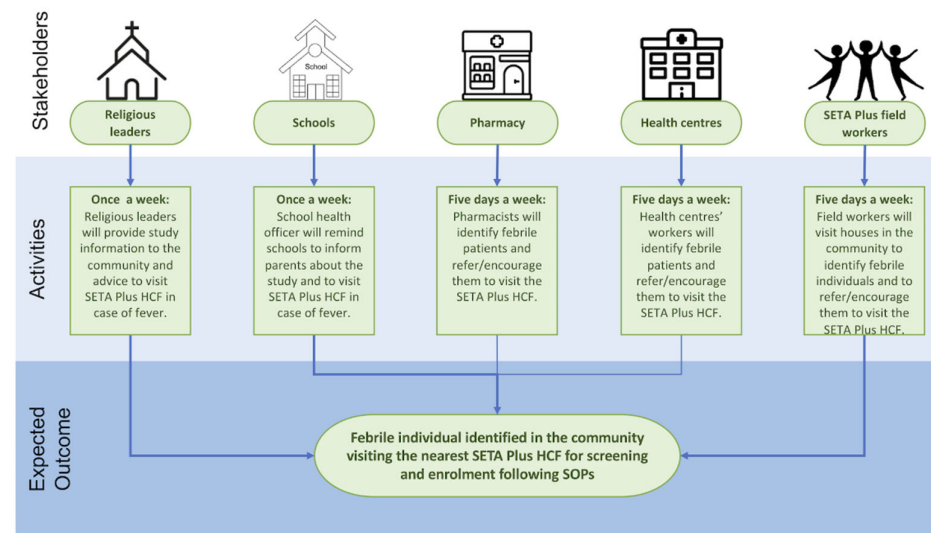 Stakeholders
School
Religious
leaders
Schools
Pharmacy
Health centres
SETA Plus field
workers
Activities
Once a week:
Religious leaders
will provide study
information to the
community and
advice to visit
SETA Plus HCF in
case of fever.
Once a week:
School health
officer will remind
schools to inform
parents about the
study and to visit
SETA Plus HCF in
case of fever.
Five days a week:
Pharmacists will
identify febrile
patients and
refer/encourage
them to visit the
SETA Plus HCF.
Five days a week:
Health centres'
workers will
identify febrile
patients and
refer/encourage
them to visit the
SETA Plus HCF.
Five days a week:
Field workers will
visit houses in the
community to
identify febrile
individuals and to
refer/encourage
them to visit the
SETA Plus HCF.
Expected
Outcome
Febrile individual identified in the community
visiting the nearest SETA Plus HCF for screening
and enrolment following SOPs